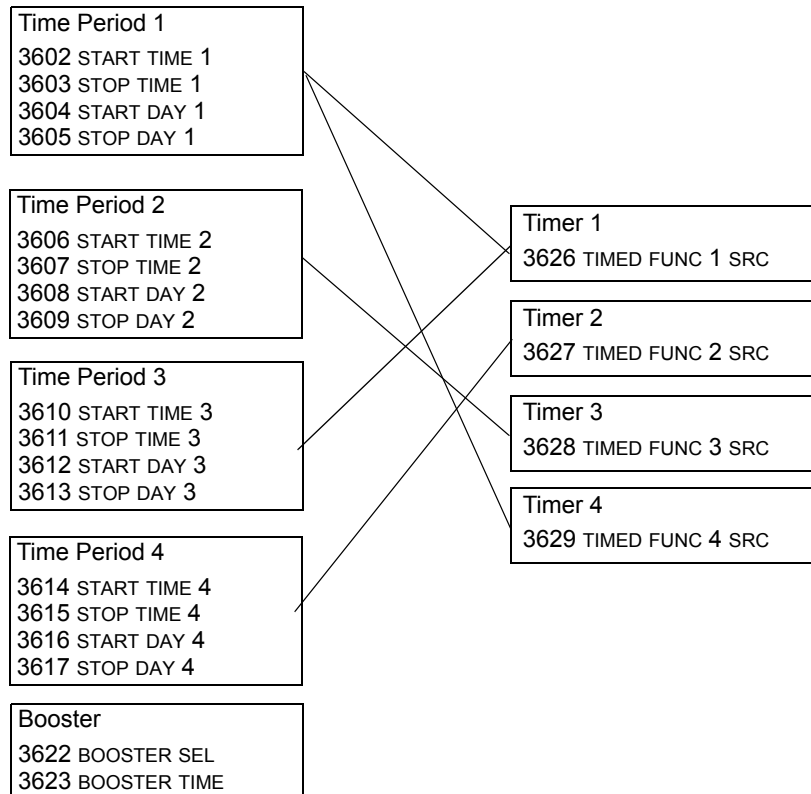 Time Period 1
3602 START TIME 1
3603 STOP TIME 1
3604 START DAY 1
3605 STOP DAY 1
Time Period 2
3606 START TIME 2
3607 STOP TIME 2
3608 START DAY 2
3609 STOP DAY 2
Time Period 3
3610 START TIME 3
3611 STOP TIME 3
3612 START DAY 3
3613 STOP DAY 3
Time Period 4
3614 START TIME 4
3615 STOP TIME 4
3616 START DAY 4
3617 STOP DAY 4
Booster
3622 BOOSTER SEL
3623 BOOSTER TIME
Timer 1
3626 TIMED FUNC 1 SRC
Timer 2
3627 TIMED FUNC 2 SRC
Timer 3
3628 TIMED FUNC 3 SRC
Timer 4
3629 TIMED FUNC 4 SRC